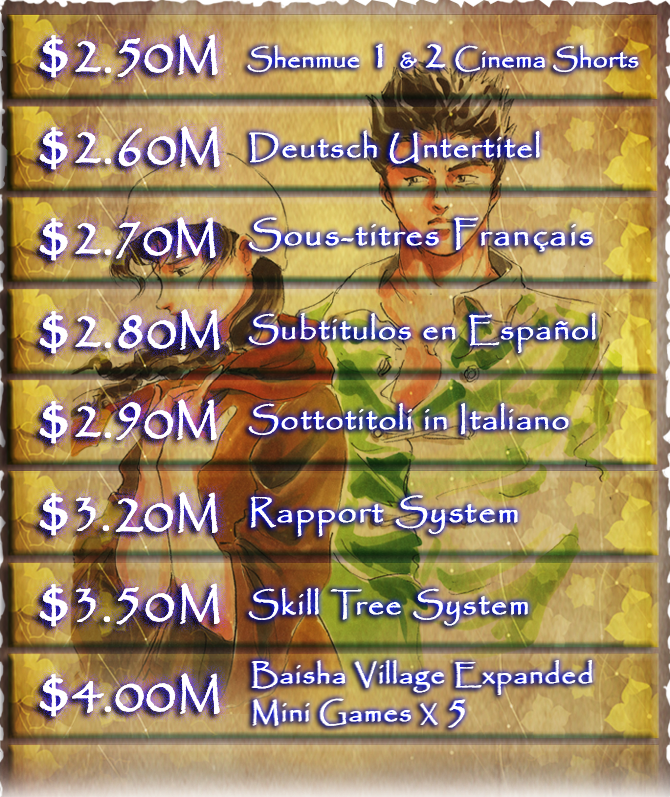 $2.50M Shenmue 1 & 2 Cinema Shorts
$2.60M Deutsch Untertitel
$2.70M Sous-titres Français
$2.80M Subtítulos en Español
$2.90M Sottotitoli in Italiano
$3.20M Rapport System
$3.50M Skill Tree System
$4.00M Baisha Village Expanded
Mini Games X 5